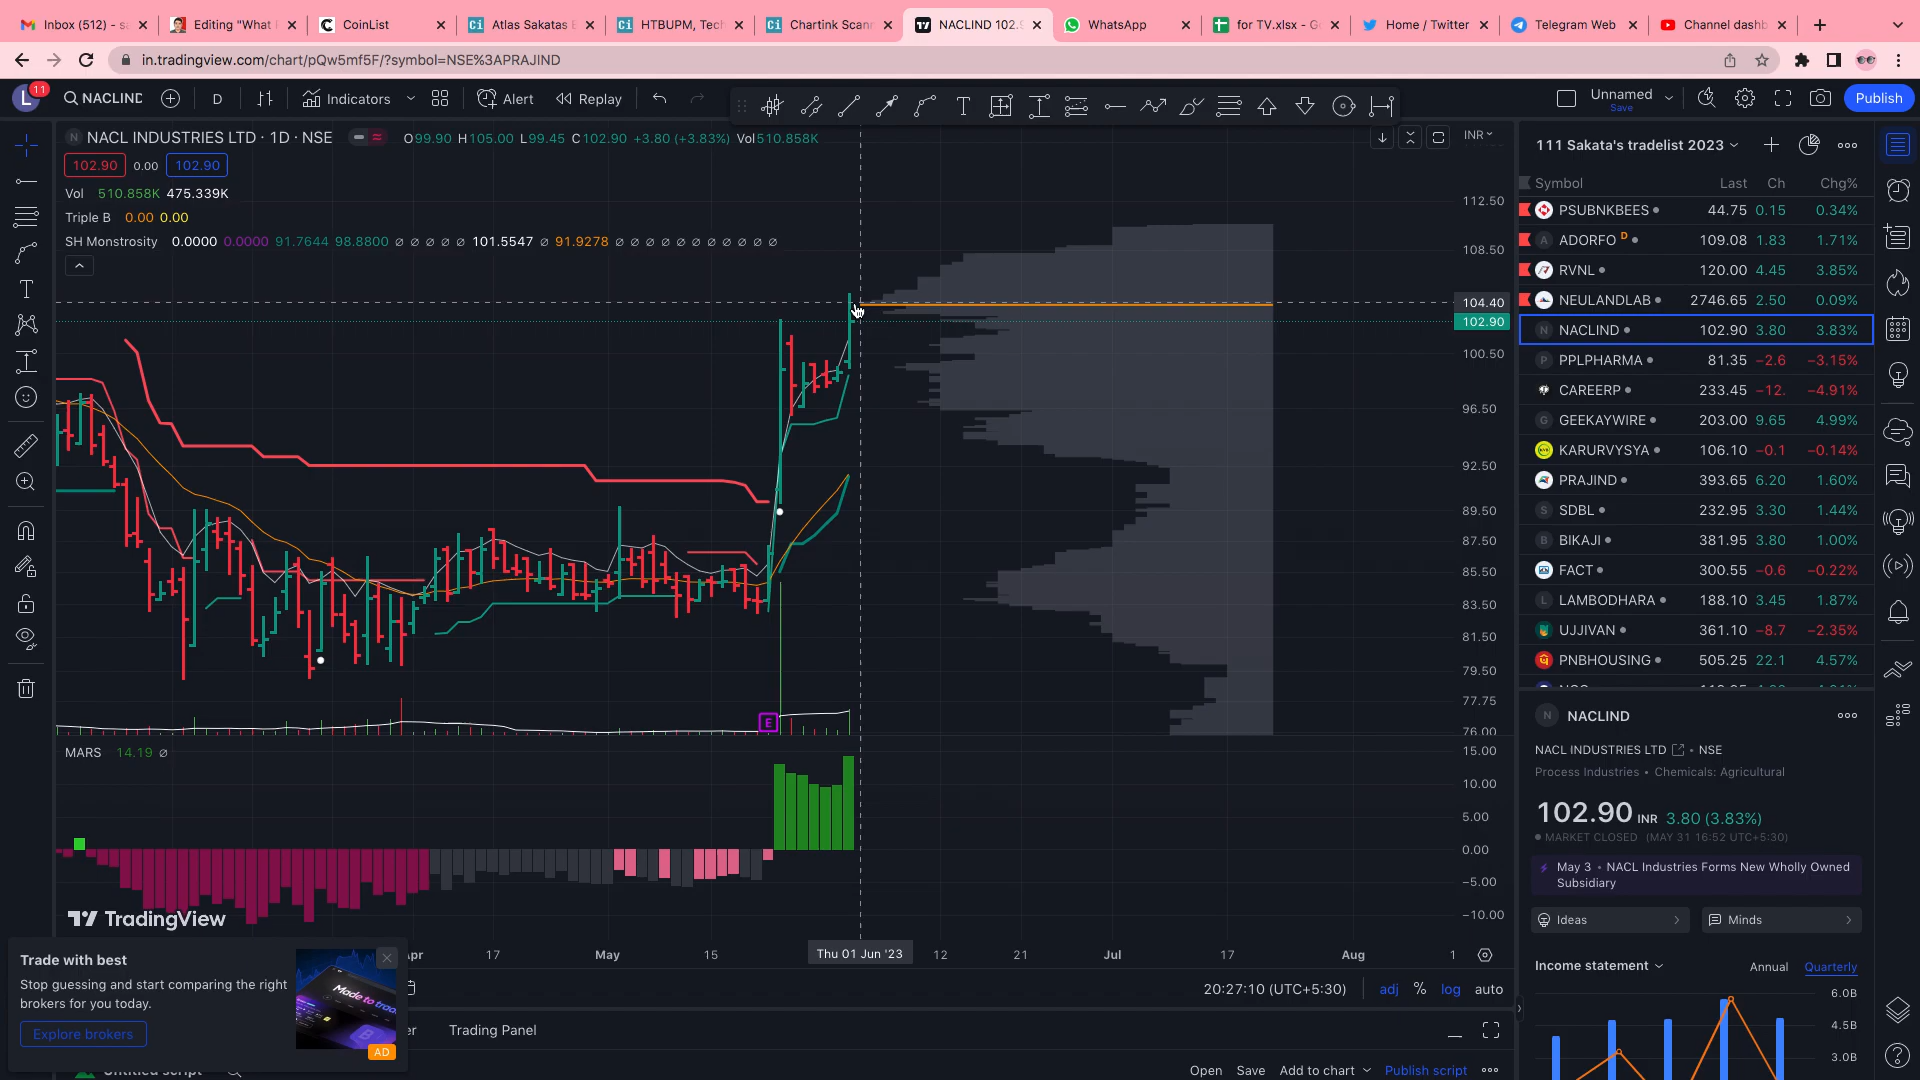 Inbox (512) - sa
Editing "What I
CoinList
Atlas Sakatas E
HTBUPM, Tech
Chartink Scann
NACLIND 102.9
WhatsApp
for TV.xlsx - Go
Home / Twitter
Telegram Web
Channel dashb
in.tradingview.com/chart/pQw5mf5F/?symbol=NSE%3APRAJIND
L
11
NACLIND
D
Indicators
Alert
Replay
Unnamed
Save
Publish
NACL INDUSTRIES LTD · 1D · NSE
O99.90 H105.00 L99.45 C102.90 +3.80 (+3.83%) Vol510.858K
102.90 0.00 102.90
Vol 510.858K 475.339K
Triple B 0.00 0.00
SH Monstrosity 0.0000 0.0000 91.7644 98.8800 ∅ ∅ ∅ ∅ ∅ 101.5547 ∅ 91.9278 ∅ ∅ ∅ ∅ ∅ ∅ ∅ ∅ ∅ ∅ ∅ ∅
INR
112.50
108.50
104.40
102.90
100.50
96.50
92.50
89.50
87.50
85.50
83.50
81.50
79.50
77.75
76.00
E
MARS 14.19 ∅
15.00
10.00
5.00
0.00
−5.00
−10.00
TradingView
Apr
17
May
15
Thu 01 Jun '23
12
21
Jul
17
Aug
1
20:27:10 (UTC+5:30)
adj % log auto
Trade with best
Stop guessing and start comparing the right
brokers for you today.
Explore brokers
Made to trade
AD
er
Trading Panel
Untitled script
Open Save Add to chart Publish script
111 Sakata's tradelist 2023
Symbol Last Ch Chg%
PSUBNKBEES 44.75 0.15 0.34%
A ADORFO D 109.08 1.83 1.71%
RVNL 120.00 4.45 3.85%
NEULANDLAB 2746.65 2.50 0.09%
N NACLIND 102.90 3.80 3.83%
P PPLPHARMA 81.35 −2.6 −3.15%
CAREERP 233.45 −12. −4.91%
G GEEKAYWIRE 203.00 9.65 4.99%
KARURVYSYA 106.10 −0.1 −0.14%
PRAJIND 393.65 6.20 1.60%
S SDBL 232.95 3.30 1.44%
B BIKAJI 381.95 3.80 1.00%
FACT 300.55 −0.6 −0.22%
L LAMBODHARA 188.10 3.45 1.87%
UJJIVAN 361.10 −8.7 −2.35%
PNBHOUSING 505.25 22.1 4.57%
N NACLIND
NACL INDUSTRIES LTD • NSE
Process Industries • Chemicals: Agricultural
102.90 INR 3.80 (3.83%)
MARKET CLOSED (MAY 31 16:52 UTC+5:30)
May 3 • NACL Industries Forms New Wholly Owned
Subsidiary
Ideas
Minds
Income statement
Annual Quarterly
6.0B
4.5B
3.0B